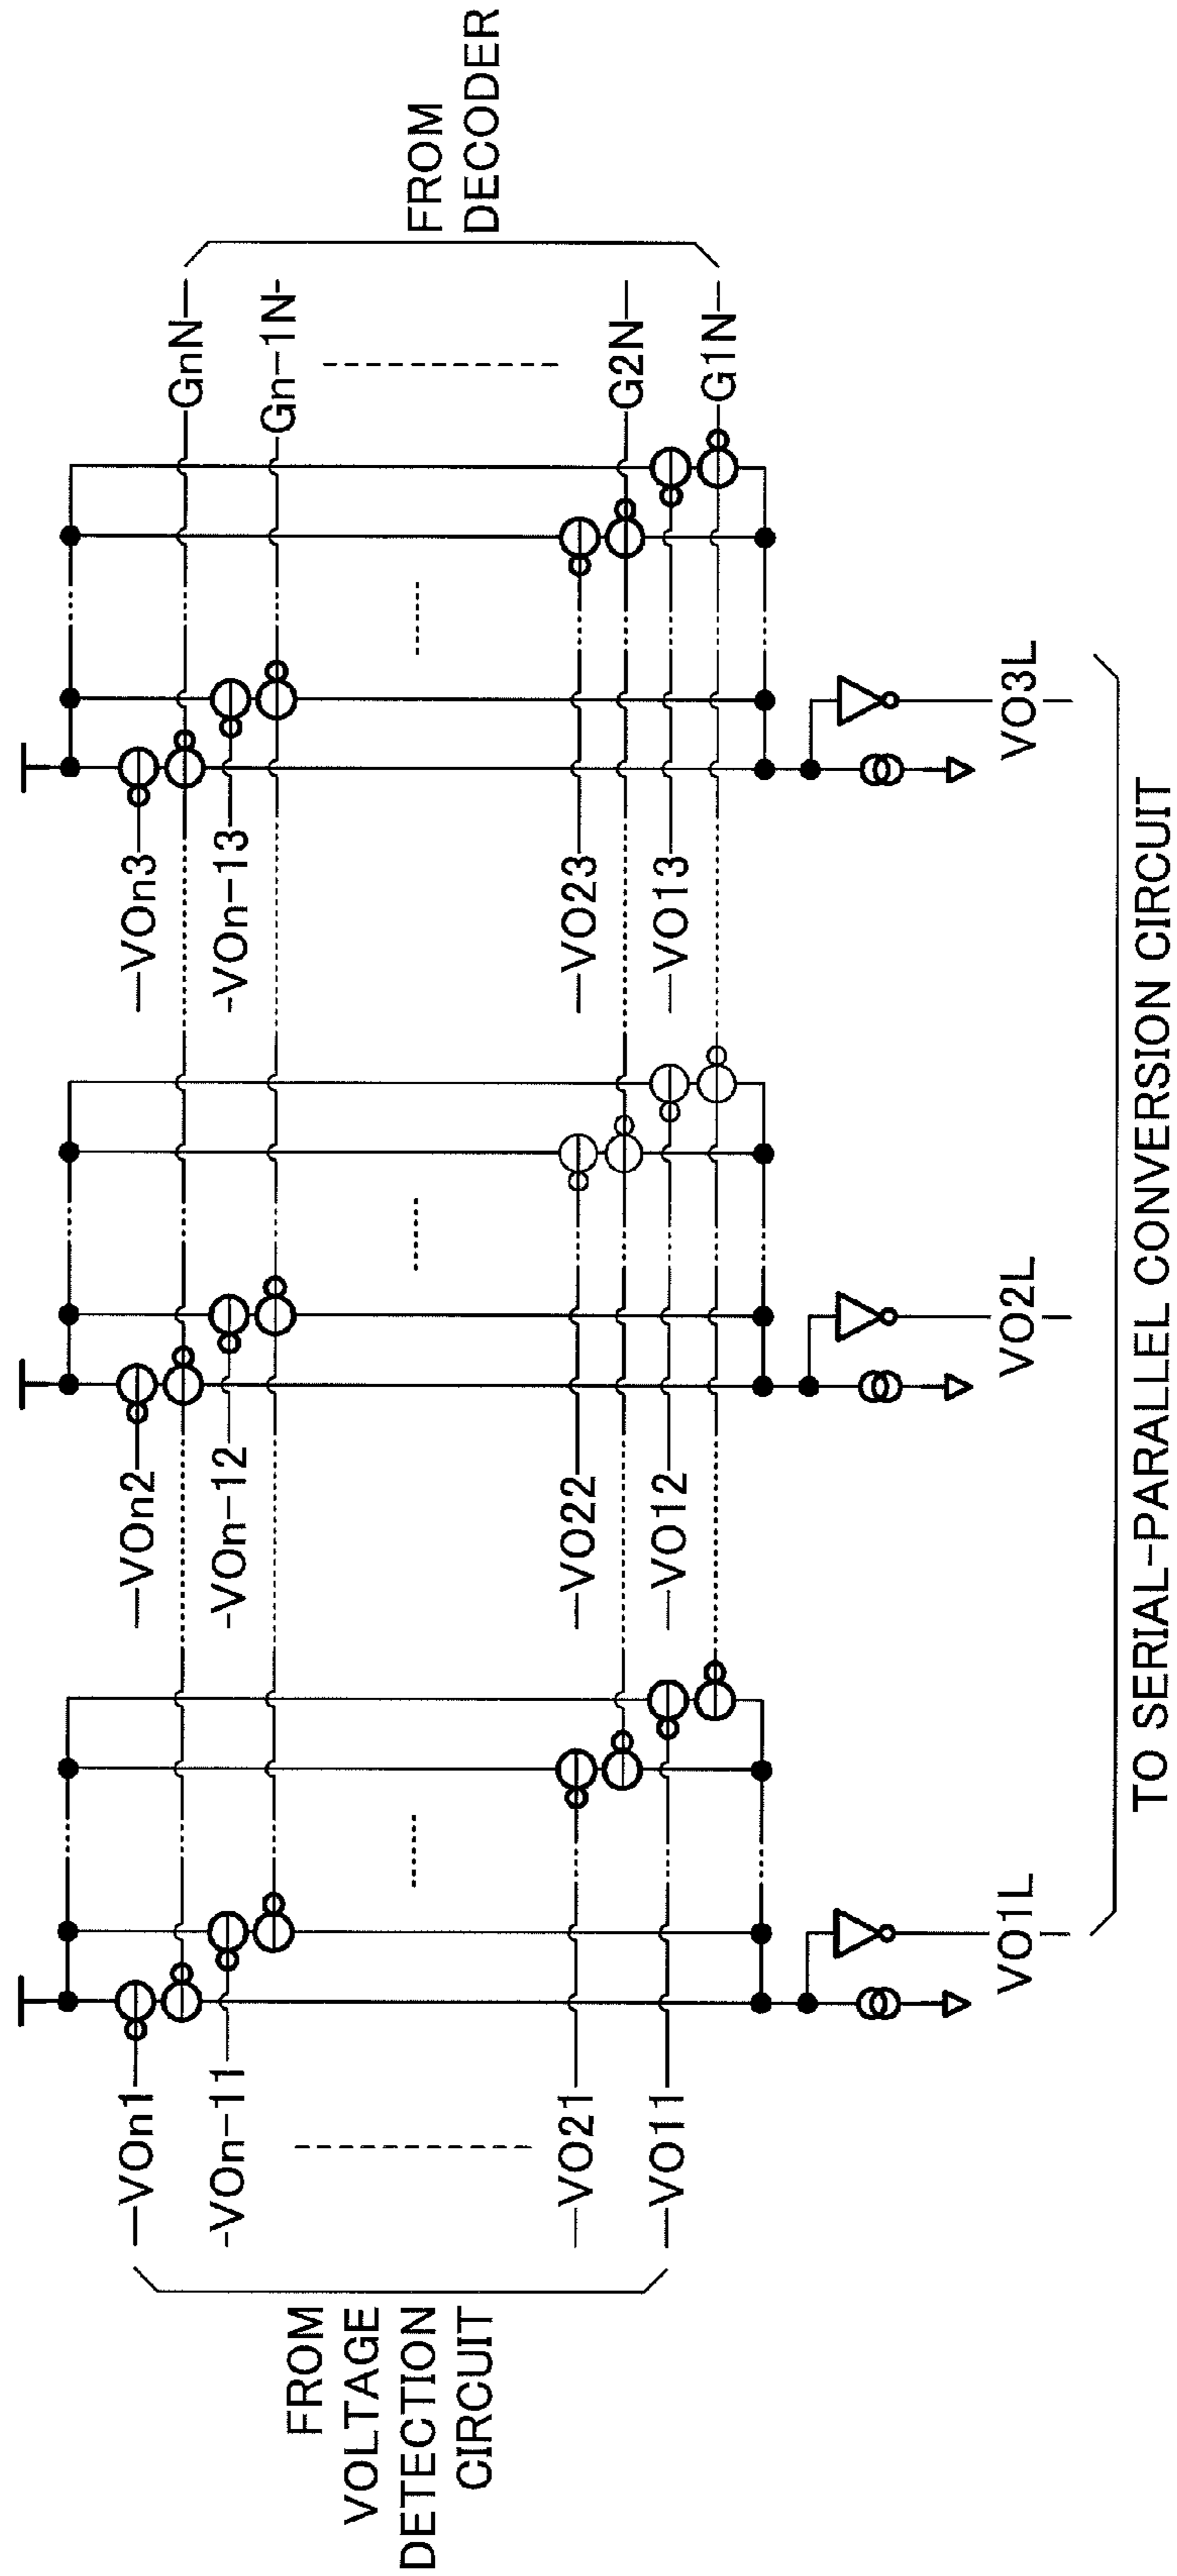 FROM
VOLTAGE
DETECTION
CIRCUIT
VOn1
VOn-11
VO21
VO11
VOn2
VOn-12
VO22
VO12
VOn3
VOn-13
VO23
VO13
GnN
Gn-1N
G2N
G1N
FROM
DECODER
VO1L
VO2L
VO3L
TO SERIAL-PARALLEL CONVERSION CIRCUIT